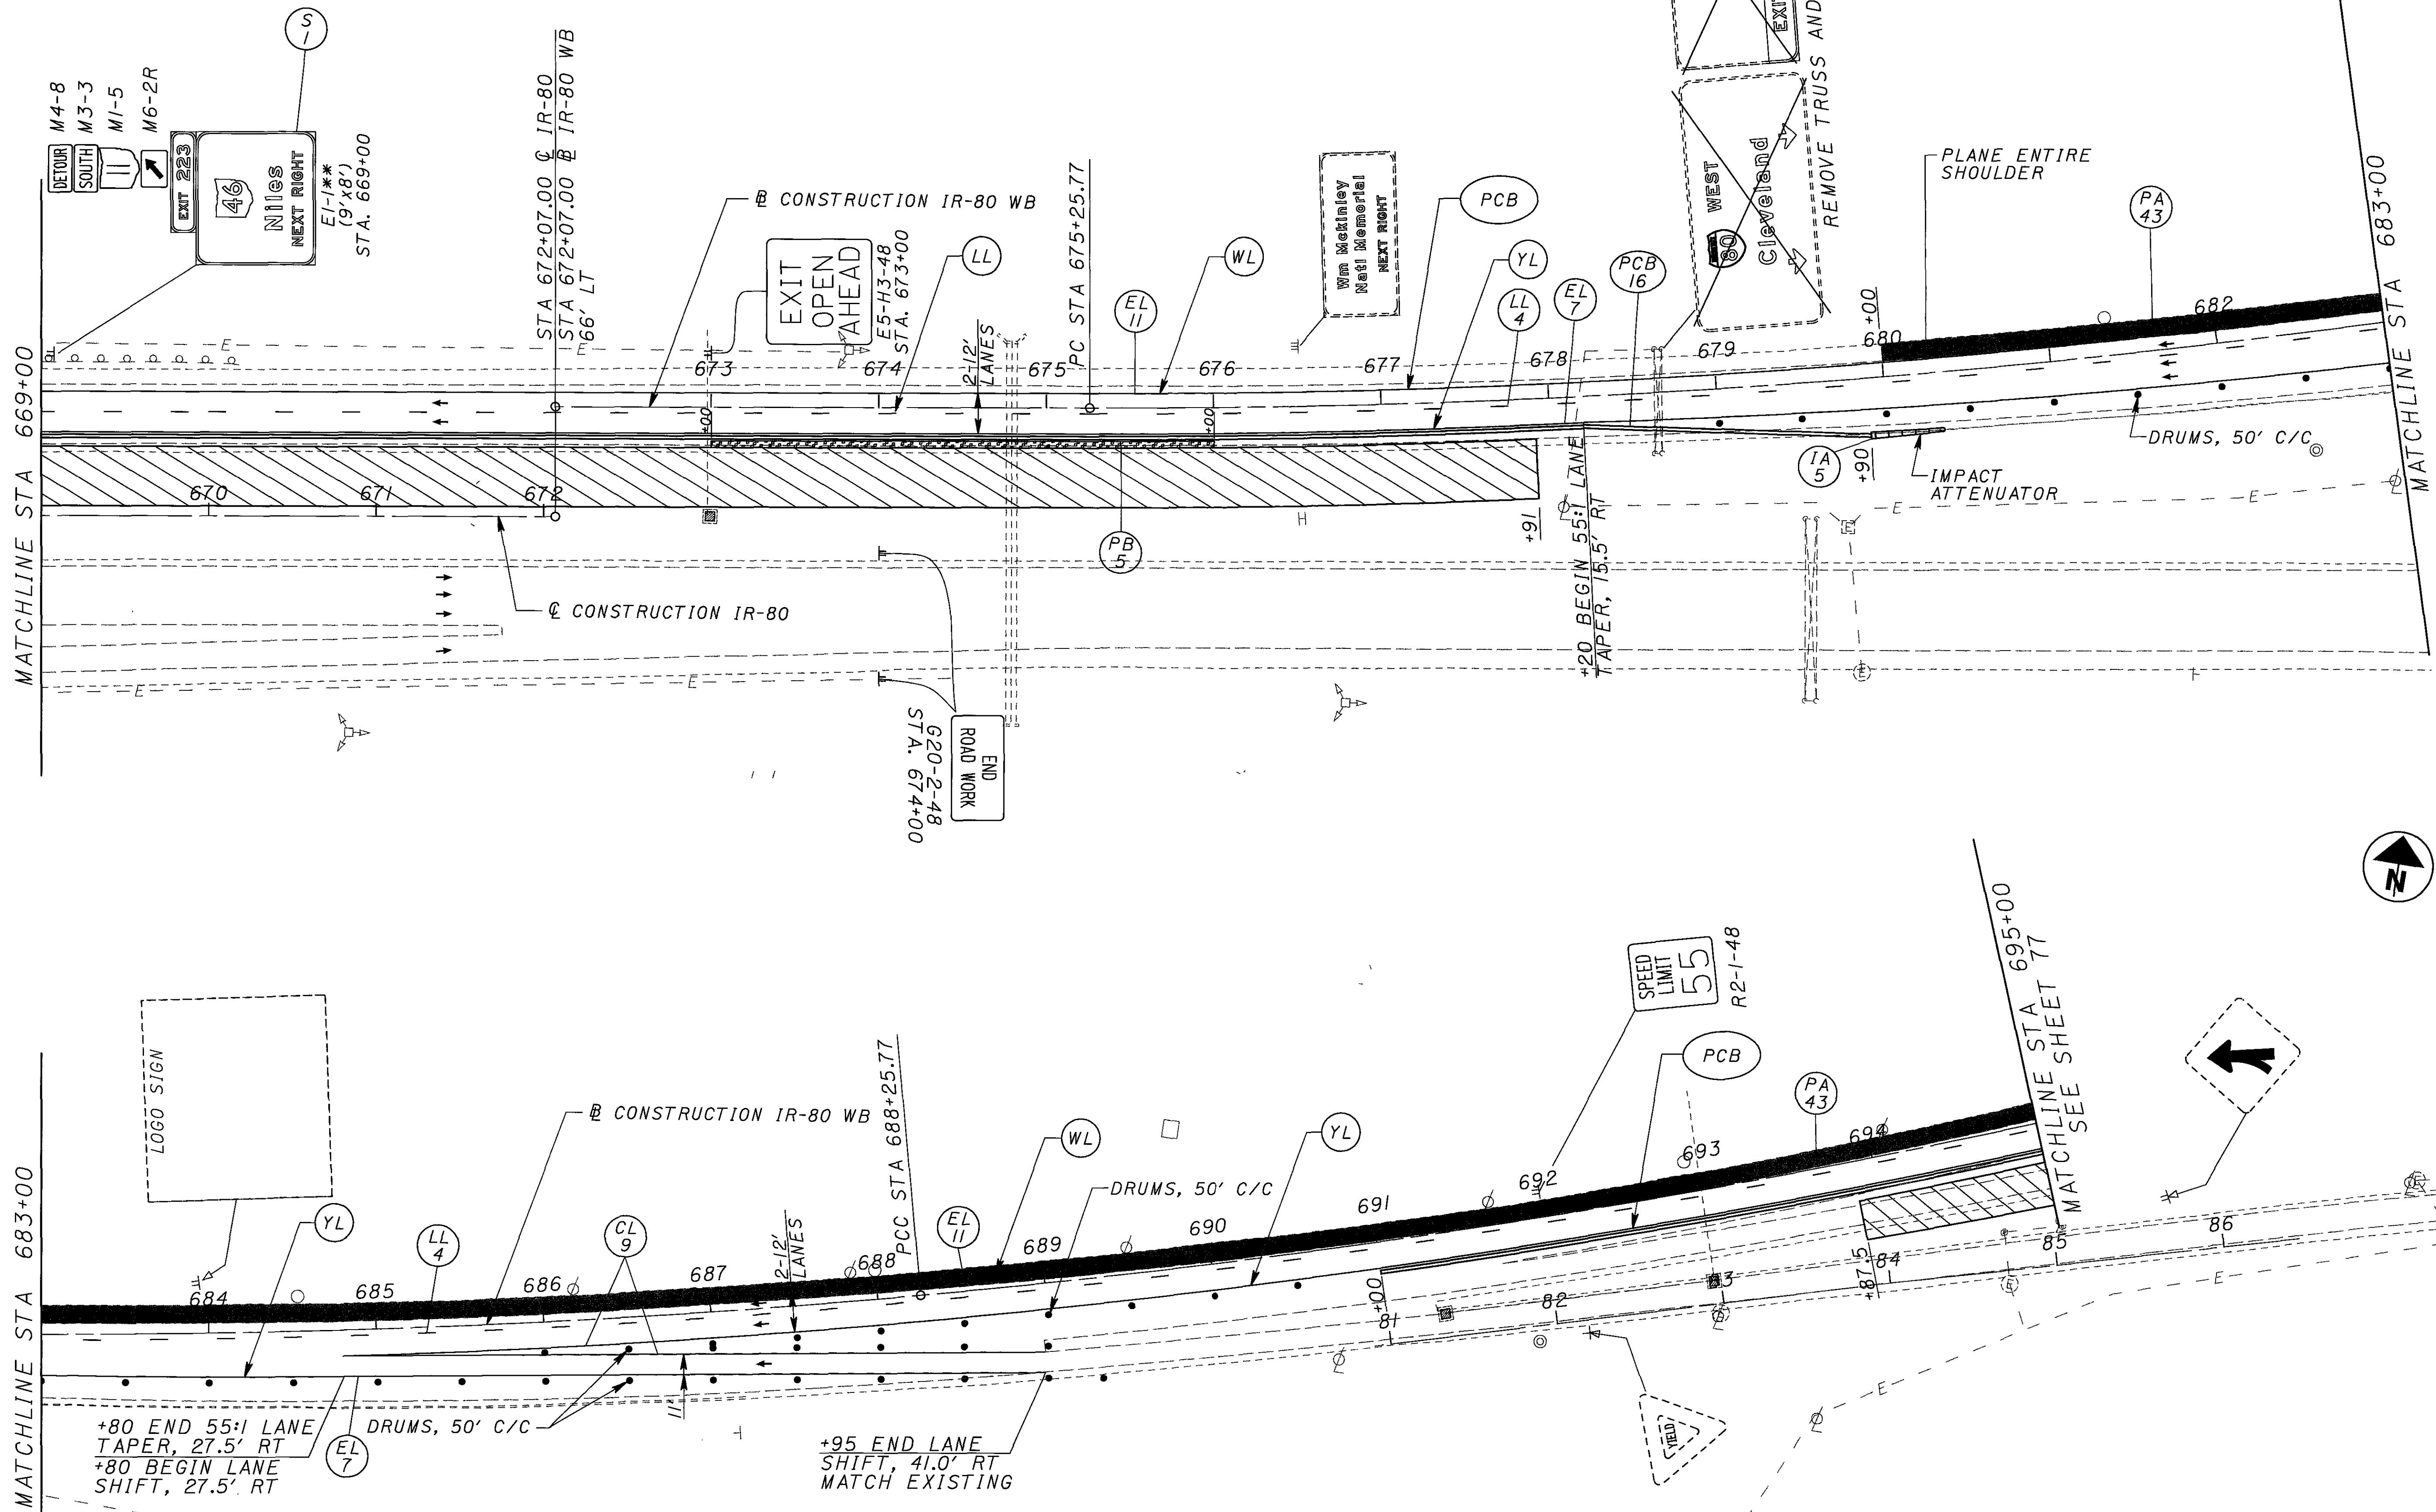 S
1
M4-8
M3-3
M1-5
M6-2R
DETOUR
SOUTH
11
EXIT 223
46
Niles
NEXT RIGHT
E1-1**
(9'x8')
STA. 669+00
STA 672+07.00 ℄ IR-80
STA 672+07.00 BL IR-80 WB
66' LT
BL CONSTRUCTION IR-80 WB
EXIT
OPEN
AHEAD
E5-H3-48
STA. 673+00
LL
2-12'
LANES
PC STA 675+25.77
EL
11
WL
Wm Mckinley
Natl Memorial
NEXT RIGHT
PCB
YL
LL
4
EL
7
PCB
16
EXIT
80
WEST
Cleveland
REMOVE TRUSS AND
PLANE ENTIRE
SHOULDER
PA
43
MATCHLINE STA 683+00
MATCHLINE STA 669+00
E
E
673
674
675
676
677
678
679
680
+00
682
+00
+00
670
671
672
PB
5
+91
+20 BEGIN 55:1 LANE
TAPER, 15.5' RT
IA
5
+90
IMPACT
ATTENUATOR
DRUMS, 50' C/C
E
E
E
E
℄ CONSTRUCTION IR-80
E
E
END
ROAD WORK
G20-2-48
STA. 674+00
N
LOGO SIGN
BL CONSTRUCTION IR-80 WB
PCC STA 688+25.77
WL
DRUMS, 50' C/C
YL
SPEED
LIMIT
55
R2-1-48
PCB
PA
43
MATCHLINE STA 695+00
SEE SHEET 77
MATCHLINE STA 683+00
YL
LL
4
CL
9
2-12'
LANES
EL
11
684
685
686
687
688
689
690
691
692
693
694
+00
81
82
3
+87.5
84
85
86
E
E
E
E
E
E
11'
YIELD
+80 END 55:1 LANE
TAPER, 27.5' RT
+80 BEGIN LANE
SHIFT, 27.5' RT
EL
7
DRUMS, 50' C/C
+95 END LANE
SHIFT, 41.0' RT
MATCH EXISTING